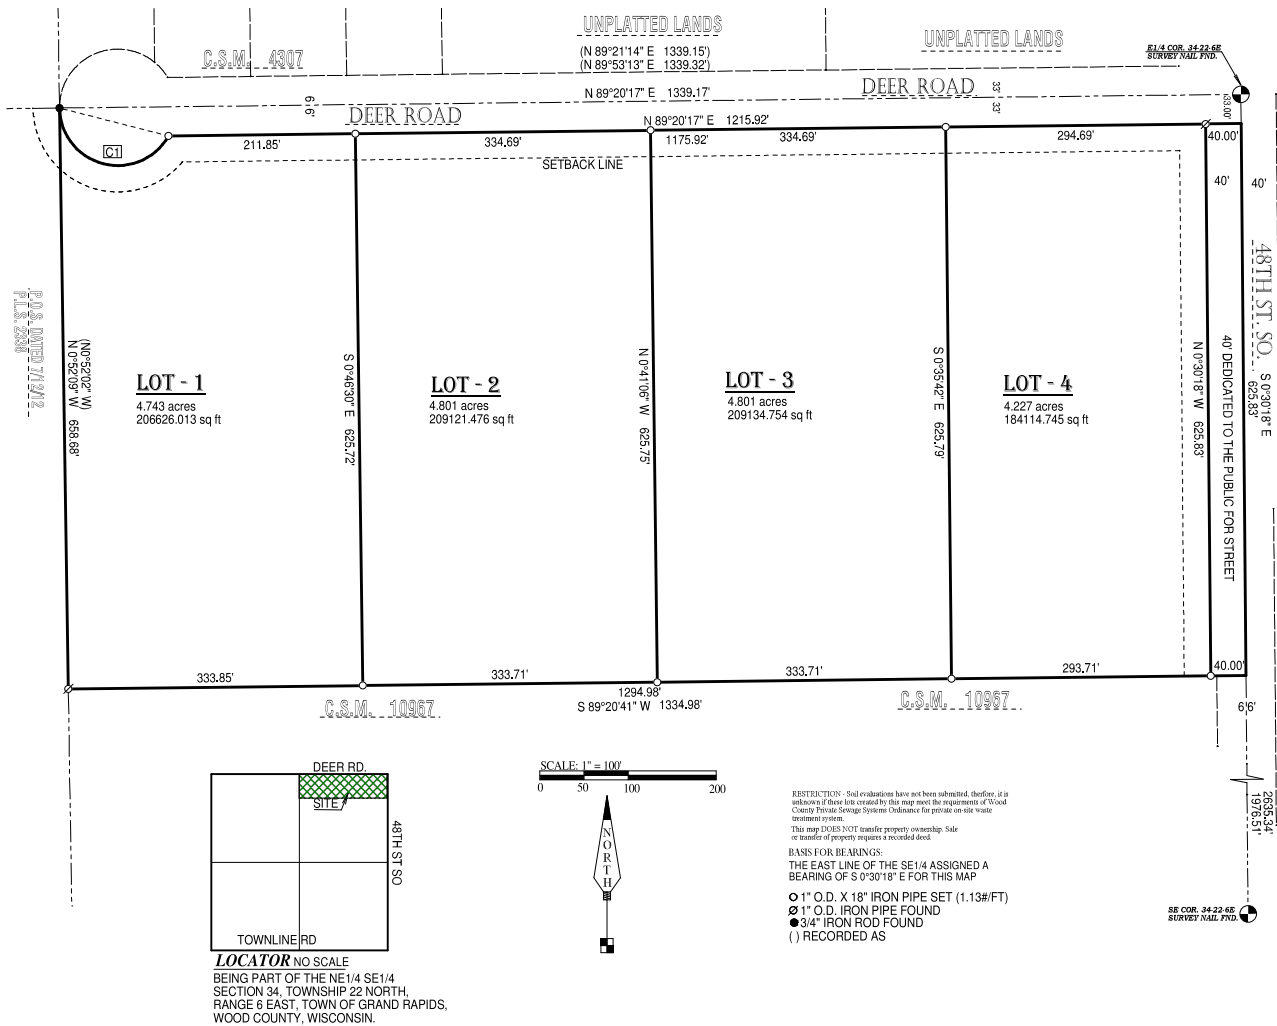 UNPLATTED LANDS
UNPLATTED LANDS
C.S.M. 4307
(N 89°21'14" E 1339.15')
(N 89°53'13" E 1339.32')
E1/4 COR. 34-22-6E
SURVEY NAIL FND.
N 89°20'17" E 1339.17'
DEER ROAD
33'
33'
33.00'
66'
DEER ROAD
N 89°20'17" E 1215.92'
1175.92'
211.85'
334.69'
334.69'
294.69'
40.00'
C1
SETBACK LINE
40'
40'
48TH ST. SO.
P.O.S. DATED 7/12/12
P.L.S. 2338
(N0°52'02" W)
N 0°52'09" W 658.68'
S 0°46'30" E 625.72'
N 0°41'06" W 625.75'
S 0°35'42" E 625.79'
N 0°30'18" W 625.83'
40' DEDICATED TO THE PUBLIC FOR STREET
S 0°30'18" E
625.83'
LOT - 1
4.743 acres
206626.013 sq ft
LOT - 2
4.801 acres
209121.476 sq ft
LOT - 3
4.801 acres
209134.754 sq ft
LOT - 4
4.227 acres
184114.745 sq ft
333.85'
333.71'
333.71'
293.71'
40.00'
C.S.M. 10967
1294.98'
S 89°20'41" W 1334.98'
C.S.M. 10967
66'
2635.34'
1976.51'
DEER RD.
SITE
48TH ST SO
TOWNLINE RD
LOCATOR NO SCALE
BEING PART OF THE NE1/4 SE1/4
SECTION 34, TOWNSHIP 22 NORTH,
RANGE 6 EAST, TOWN OF GRAND RAPIDS,
WOOD COUNTY, WISCONSIN.
SCALE: 1" = 100'
0 50 100 200
NORTH
RESTRICTION - Soil evaluations have not been submitted, therfore, it is
unknown if these lots created by this map meet the requirments of Wood
County Private Sewage Systems Ordinance for private on-site waste
treatment system.
This map DOES NOT transfer property ownership. Sale
or transfer of property requires a recorded deed.
BASIS FOR BEARINGS:
THE EAST LINE OF THE SE1/4 ASSIGNED A
BEARING OF S 0°30'18" E FOR THIS MAP
1" O.D. X 18" IRON PIPE SET (1.13#/FT)
1" O.D. IRON PIPE FOUND
3/4" IRON ROD FOUND
( ) RECORDED AS
SE COR. 34-22-6E
SURVEY NAIL FND.